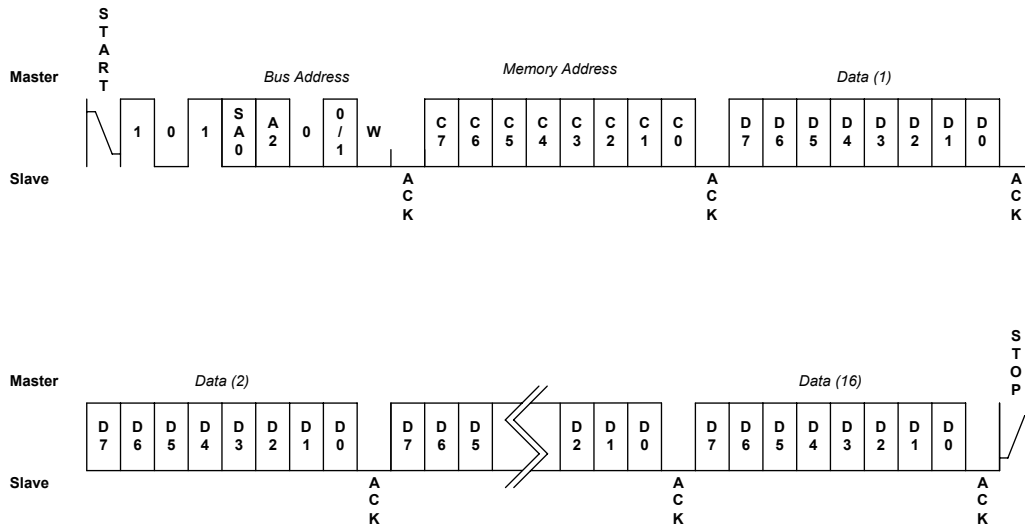 START
Master Bus Address Memory Address Data (1)
1 0 1 SA0 A2 0 0/1 W C7 C6 C5 C4 C3 C2 C1 C0 D7 D6 D5 D4 D3 D2 D1 D0
Slave ACK ACK ACK
STOP
Master Data (2) Data (16)
D7 D6 D5 D4 D3 D2 D1 D0 D7 D6 D5 D2 D1 D0 D7 D6 D5 D4 D3 D2 D1 D0
Slave ACK ACK ACK